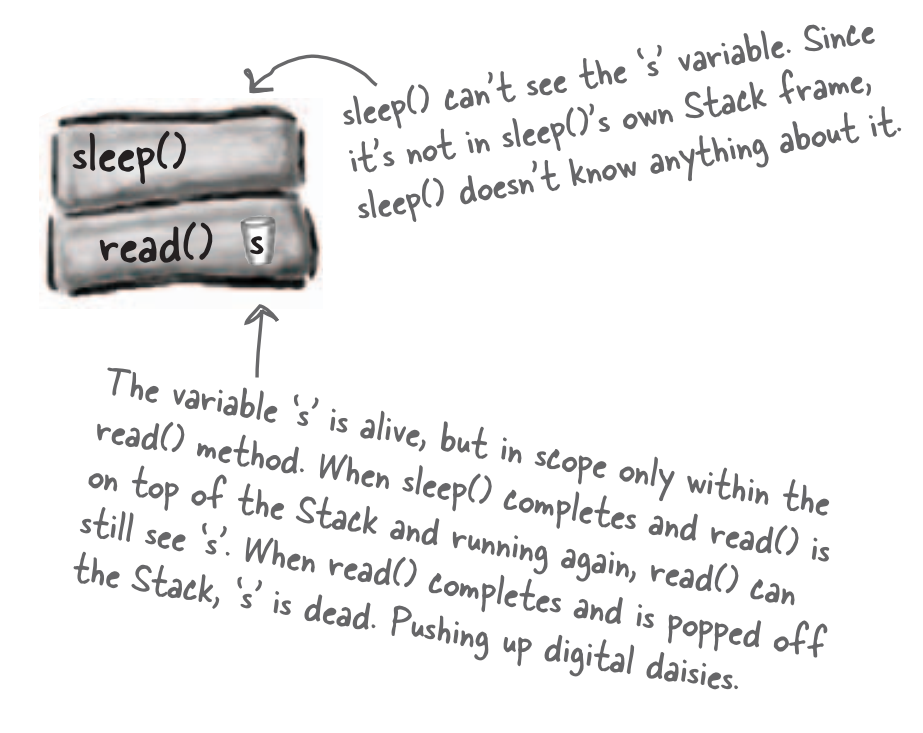 sleep() can't see the 's' variable. Since
it's not in sleep()'s own Stack frame,
sleep() doesn't know anything about it.
sleep()
read() s
The variable 's' is alive, but in scope only within the
read() method. When sleep() completes and read() is
on top of the Stack and running again, read() can
still see 's'. When read() completes and is popped off
the Stack, 's' is dead. Pushing up digital daisies.